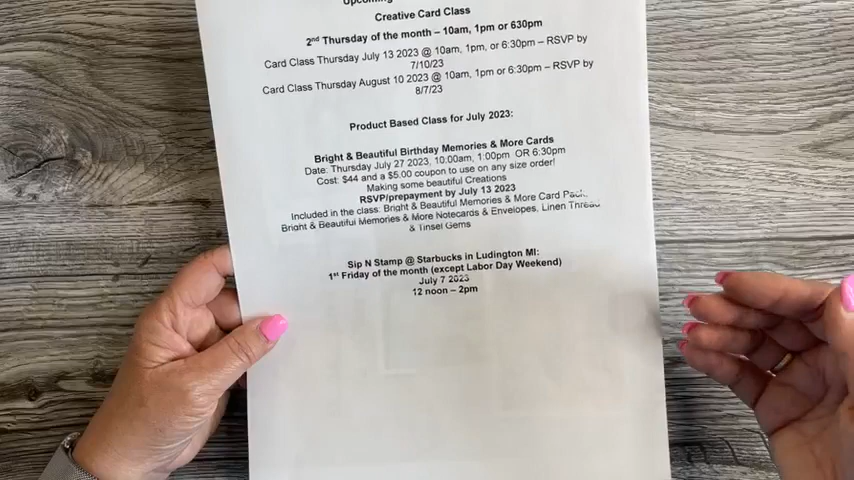 Upcoming
Creative Card Class
2nd Thursday of the month – 10am, 1pm or 630pm
Card Class Thursday July 13 2023 @ 10am, 1pm, or 6:30pm – RSVP by
7/10/23
Card Class Thursday August 10 2023 @ 10am, 1pm or 6:30pm – RSVP by
8/7/23
Product Based Class for July 2023:
Bright & Beautiful Birthday Memories & More Cards
Date: Thursday July 27 2023, 10:00am, 1:00pm OR 6:30pm
Cost: $44 and a $5.00 coupon to use on any size order!
Making some beautiful Creations
RSVP/prepayment by July 13 2023
Included in the class: Bright & Beautiful Memories & More Card Pack,
Bright & Beautiful Memories & More Notecards & Envelopes, Linen Thread
& Tinsel Gems
Sip N Stamp @ Starbucks in Ludington MI:
1st Friday of the month (except Labor Day Weekend)
July 7 2023
12 noon – 2pm